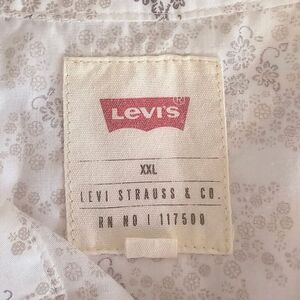 LEVI'S®
XXL
LEVI STRAUSS & CO.
RN NO | 117500